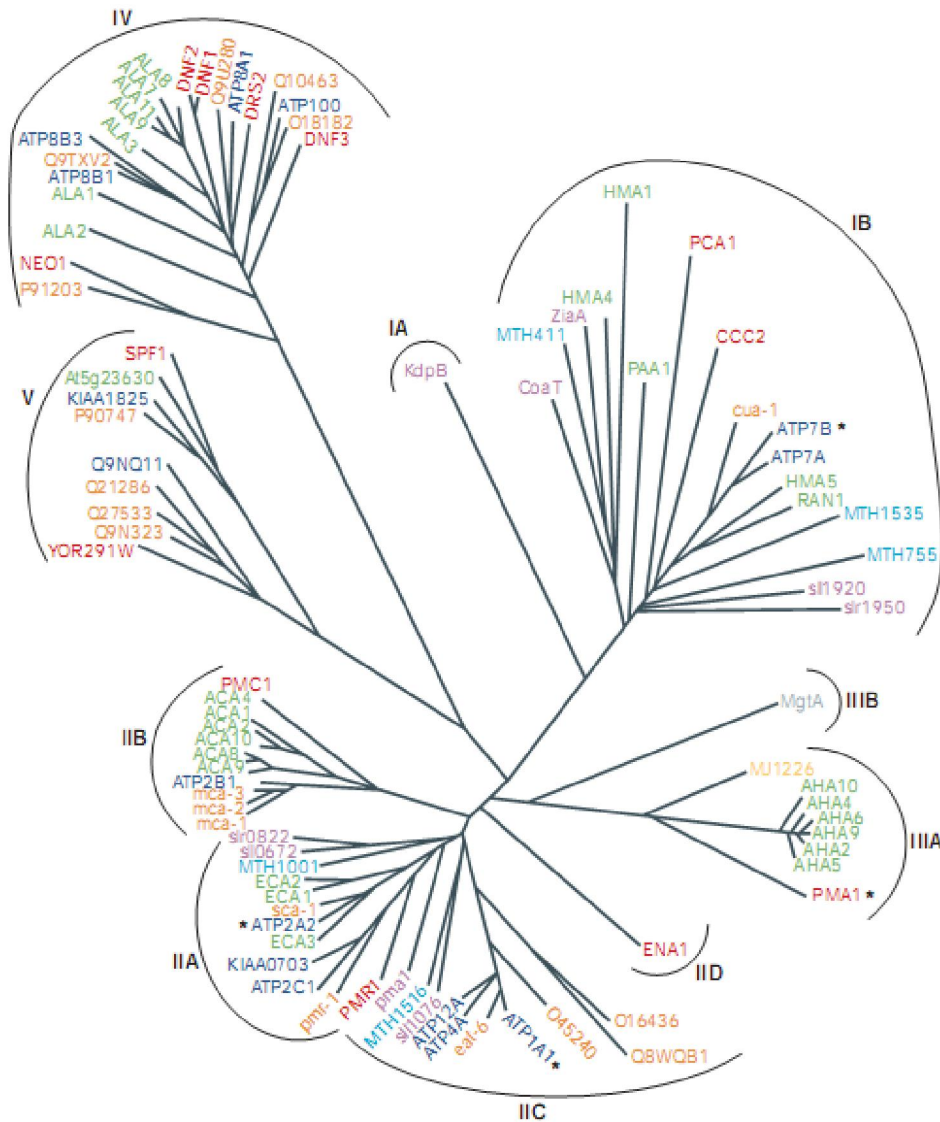 IV
ALA8
ALA7
ALA11
ALA9
ALA3
DNF2
DNF1
Q9U280
ATP8A1
DRS2
Q10463
ATP100
O18182
DNF3
ATP8B3
Q9TXV2
ATP8B1
ALA1
ALA2
NEO1
P91203
IA
KdpB
IB
HMA1
PCA1
HMA4
ZiaA
MTH411
CCC2
CoaT
PAA1
cua-1
ATP7B *
ATP7A
HMA5
RAN1
MTH1535
MTH755
sll1920
slr1950
V
SPF1
At5g23630
KIAA1825
P90747
Q9NQ11
Q21286
Q27533
Q9N323
YOR291W
IIB
PMC1
ACA4
ACA1
ACA2
ACA10
ACA8
ACA9
ATP2B1
mca-3
mca-2
mca-1
MgtA
IIIB
MJ1226
AHA10
AHA4
AHA6
AHA9
AHA2
AHA5
PMA1 *
IIIA
IIA
slr0822
sll0672
MTH1001
ECA2
ECA1
sca-1
* ATP2A2
ECA3
KIAA0703
ATP2C1
pmr-1
PMR1
pma1
MTH1516
sll1076
ATP12A
ATP4A
eat-6
ATP1A1 *
O45240
O16436
Q8WQB1
IIC
ENA1
IID